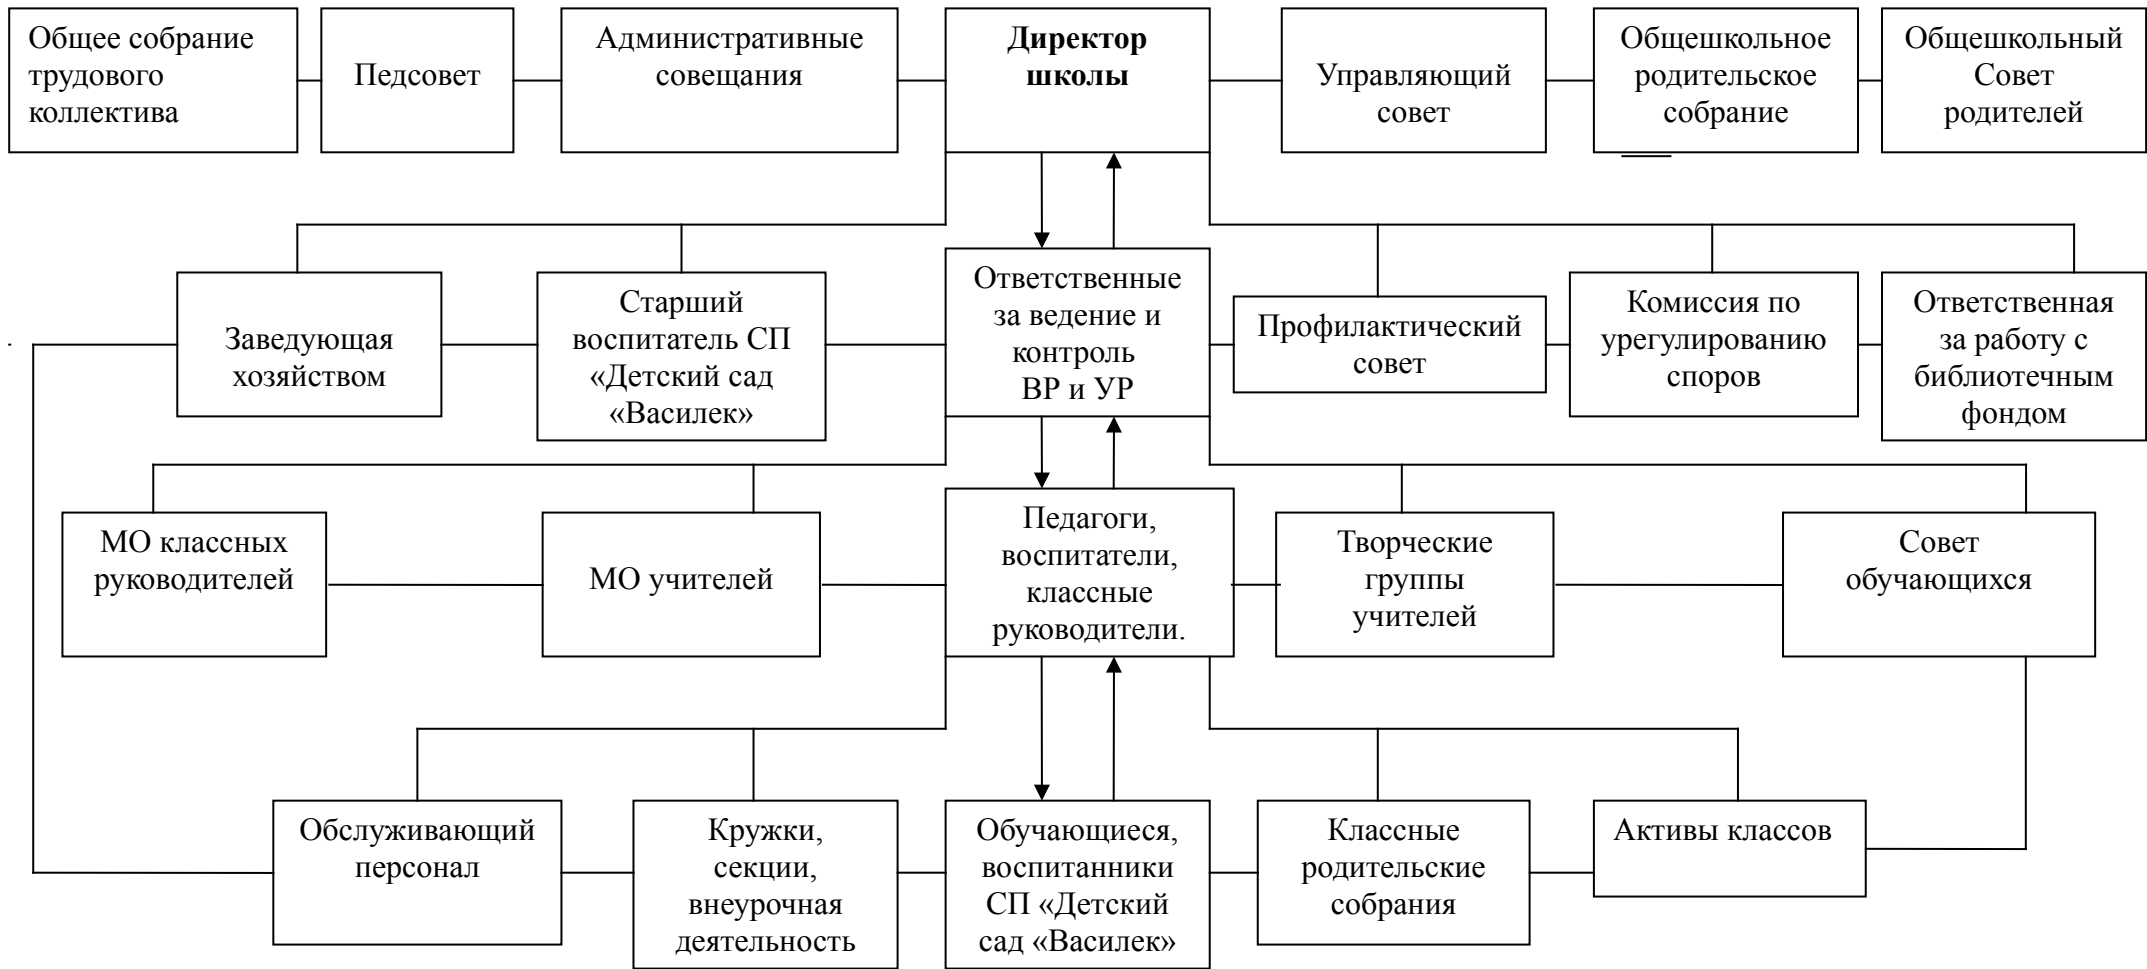 Общее собрание
трудового
коллектива
Педсовет
Административные
совещания
Директор
школы
Управляющий
совет
Общешкольное
родительское
собрание
Общешкольный
Совет
родителей
Заведующая
хозяйством
Старший
воспитатель СП
«Детский сад
«Василек»
Ответственные
за ведение и
контроль
ВР и УР
Профилактический
совет
Комиссия по
урегулированию
споров
Ответственная
за работу с
библиотечным
фондом
МО классных
руководителей
МО учителей
Педагоги,
воспитатели,
классные
руководители.
Творческие
группы
учителей
Совет
обучающихся
Обслуживающий
персонал
Кружки,
секции,
внеурочная
деятельность
Обучающиеся,
воспитанники
СП «Детский
сад «Василек»
Классные
родительские
собрания
Активы классов